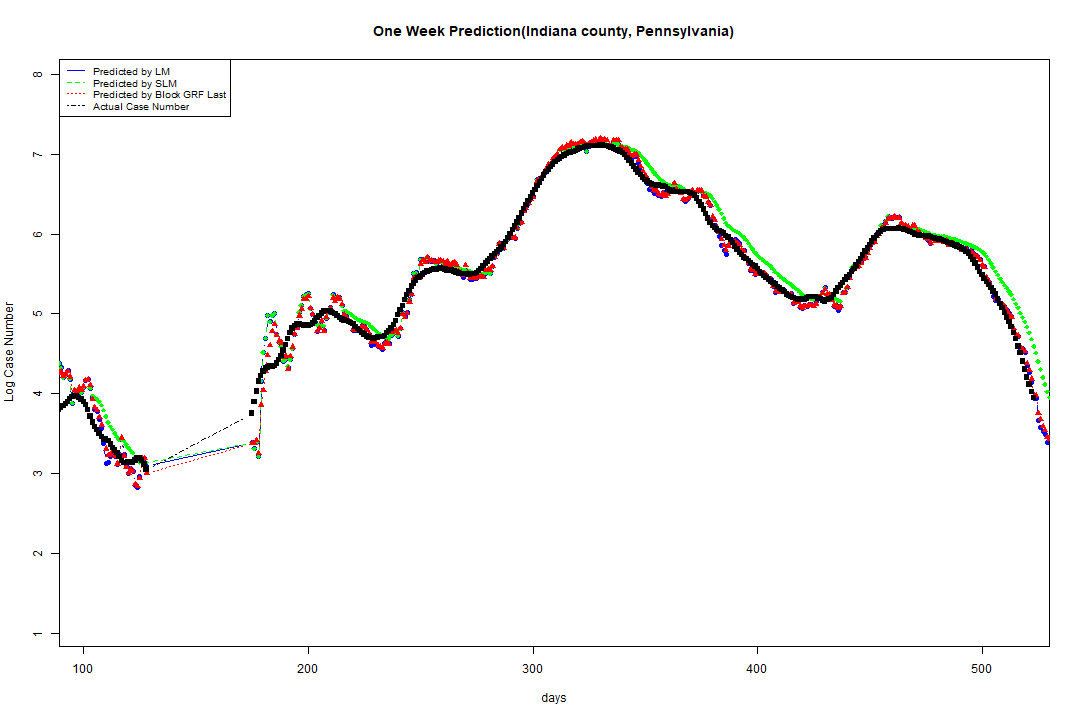 One Week Prediction(Indiana county, Pennsylvania)
Predicted by LM
Predicted by SLM
Predicted by Block GRF Last
Actual Case Number
8
7
6
5
4
3
2
1
Log Case Number
100 200 300 400 500
days